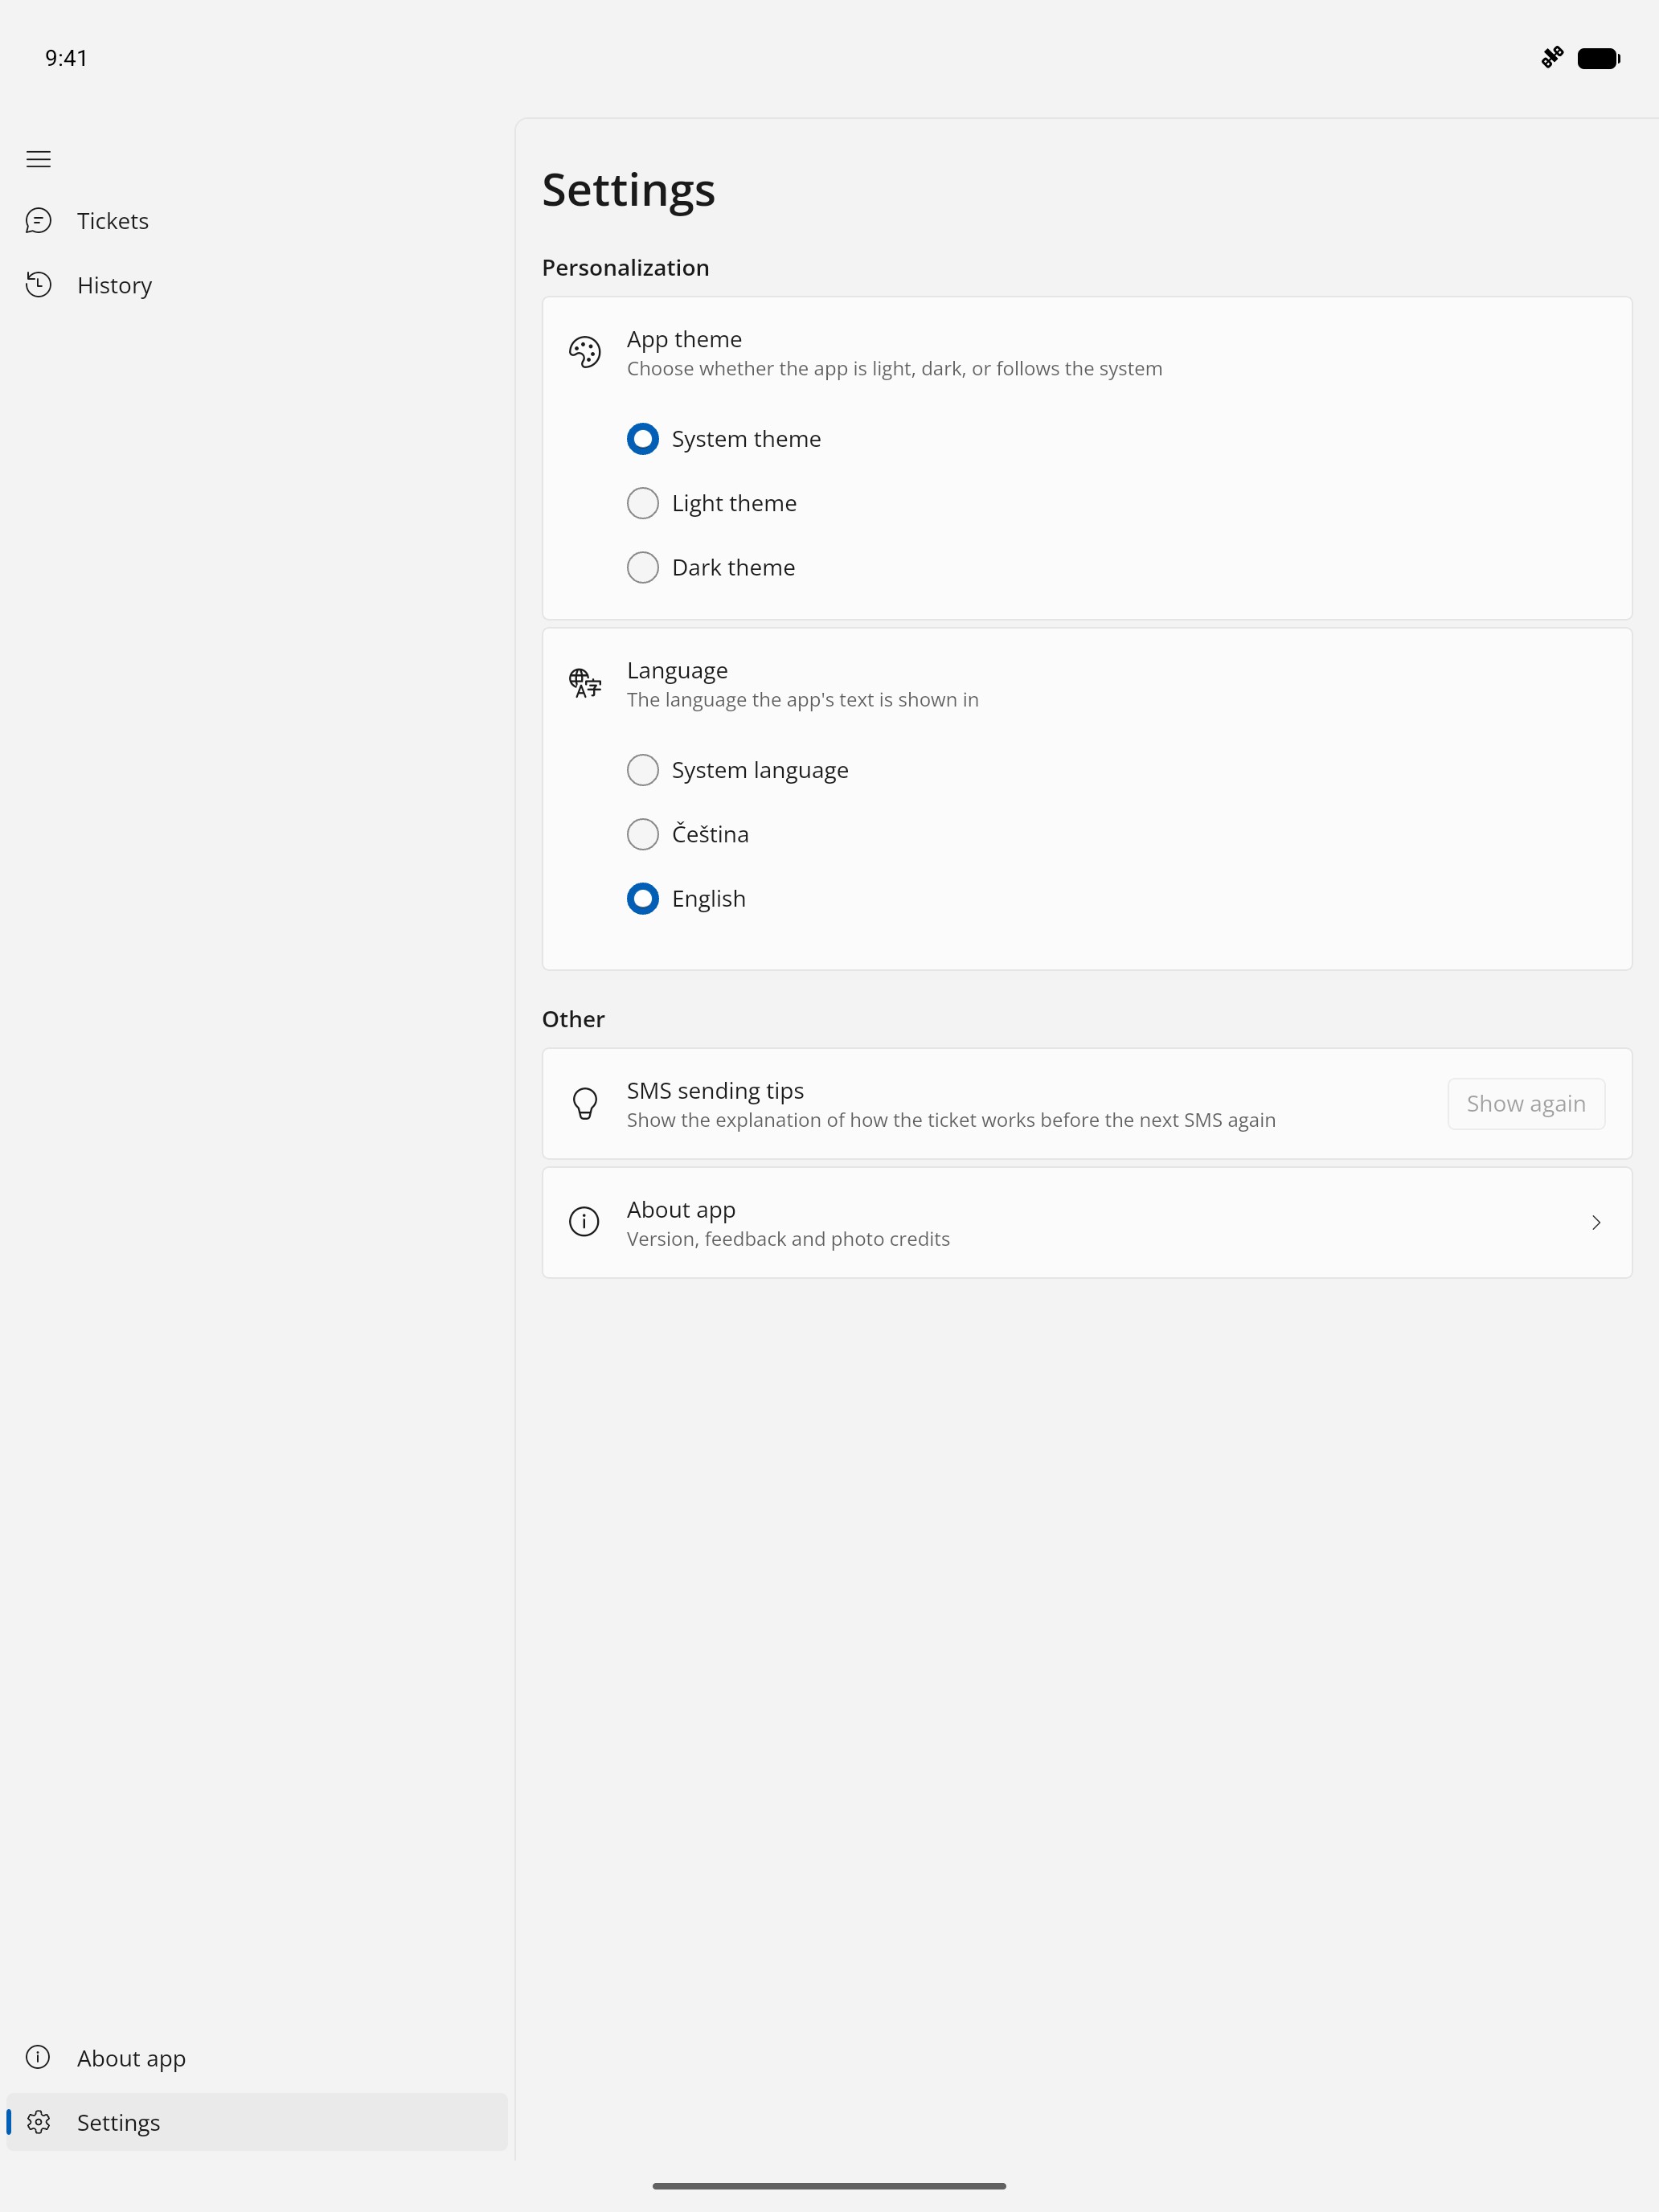 9:41
Tickets
History
Settings
Personalization
App theme
Choose whether the app is light, dark, or follows the system
System theme
Light theme
Dark theme
Language
The language the app's text is shown in
System language
Čeština
English
Other
SMS sending tips
Show the explanation of how the ticket works before the next SMS again
Show again
About app
Version, feedback and photo credits
About app
Settings